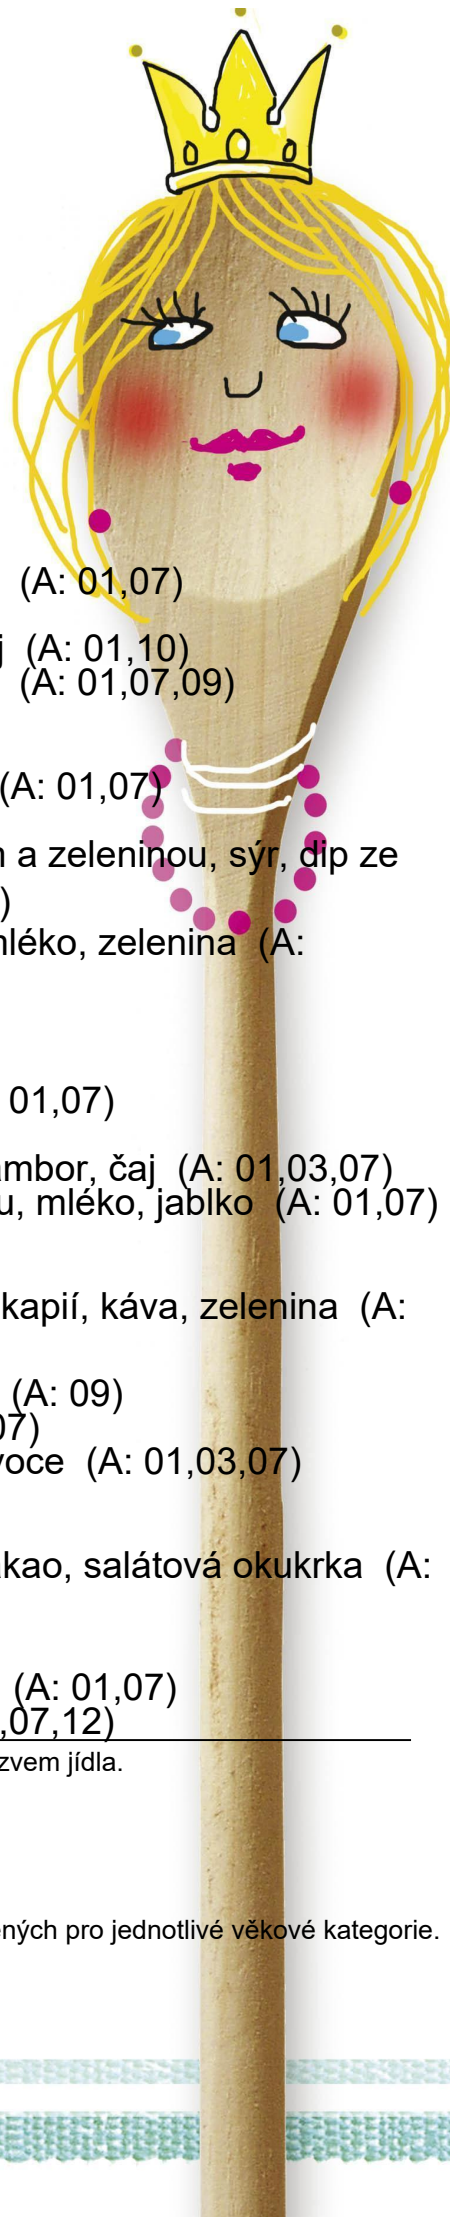 (A: 01,07)
(A: 01,10)
(A: 01,07,09)
(A: 01,07)
a zeleninou, sýr, dip ze
)
mléko, zelenina (A:
01,07)
ambor, čaj (A: 01,03,07)
u, mléko, jablko (A: 01,07)
kapií, káva, zelenina (A:
(A: 09)
07)
voce (A: 01,03,07)
akao, salátová okukrka (A:
(A: 01,07)
,07,12)
zvem jídla.
ených pro jednotlivé věkové kategorie.